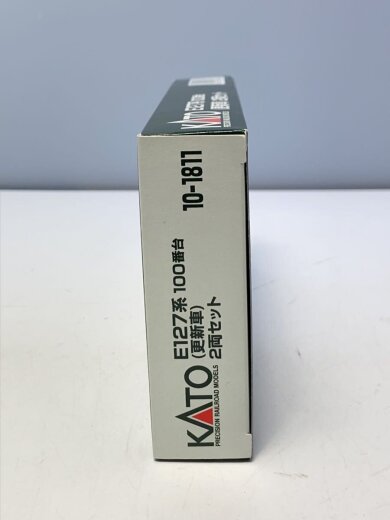 KATO
PRECISION RAILROAD MODELS
E127系 100番台
(更新車)
2両セット
10-1811
KATO